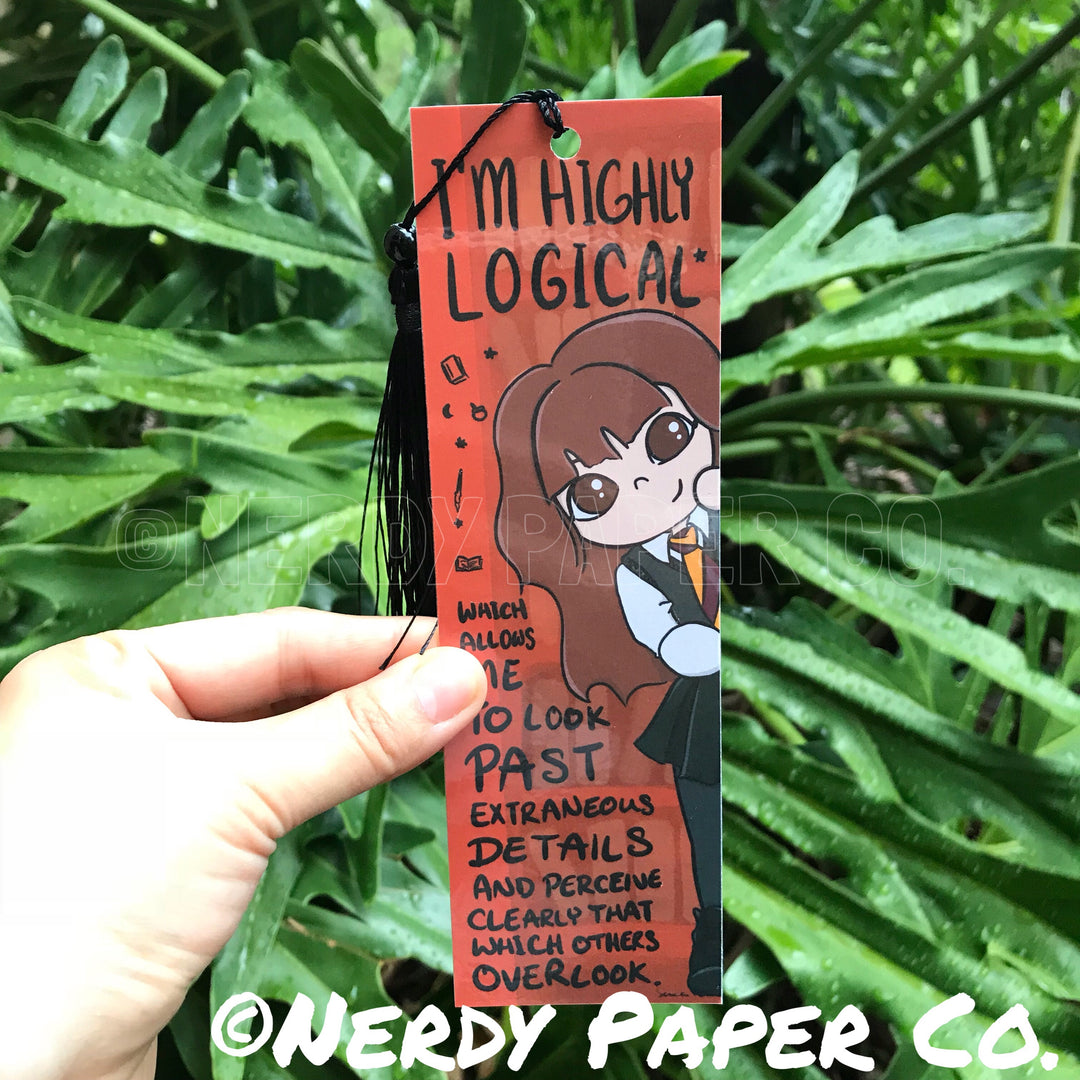 I'M HIGHLY
LOGICAL*
WHICH
ALLOWS
ME
TO LOOK
PAST
EXTRANEOUS
DETAILS
AND PERCEIVE
CLEARLY THAT
WHICH OTHERS
OVERLOOK.
©NERDY PAPER CO.
©NERDY PAPER CO.